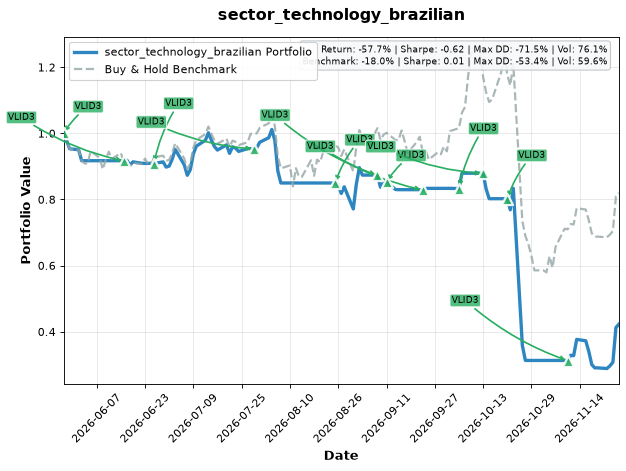 sector_technology_brazilian
sector_technology_brazilian Portfolio
Buy & Hold Benchmark
Return: -57.7% | Sharpe: -0.62 | Max DD: -71.5% | Vol: 76.1%
Benchmark: -18.0% | Sharpe: 0.01 | Max DD: -53.4% | Vol: 59.6%
VLID3
VLID3
VLID3
VLID3
VLID3
VLID3
VLID3
VLID3
VLID3
VLID3
VLID3
VLID3
1.2
1.0
0.8
0.6
0.4
Portfolio Value
2026-06-07
2026-06-23
2026-07-09
2026-07-25
2026-08-10
2026-08-26
2026-09-11
2026-09-27
2026-10-13
2026-10-29
2026-11-14
Date